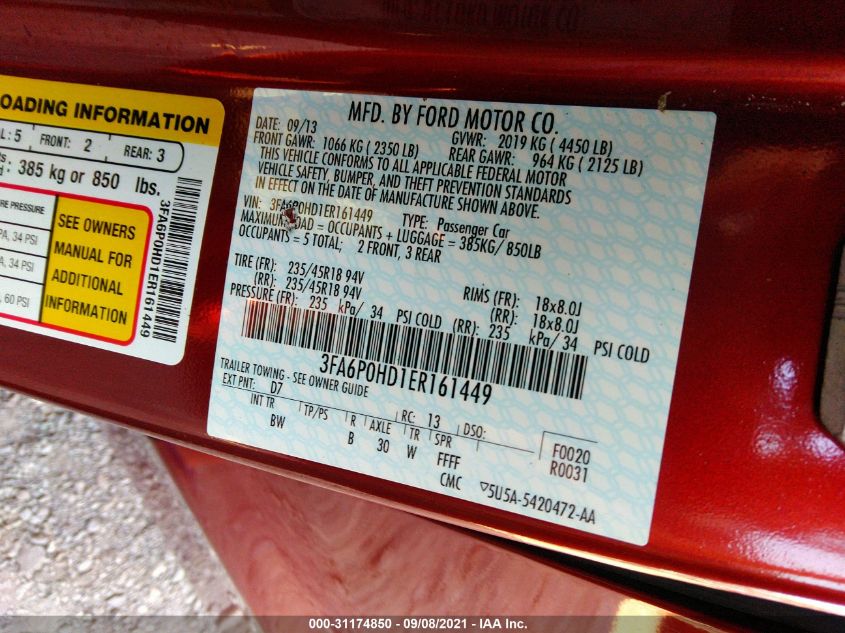 OADING INFORMATION
L: 5 FRONT: 2 REAR: 3
385 kg or 850 lbs.
RE PRESSURE
PA, 34 PSI
A, 34 PSI
, 60 PSI
SEE OWNERS
MANUAL FOR
ADDITIONAL
INFORMATION
3FA6P0HD1ER161449
MFD. BY FORD MOTOR CO.
DATE: 09/13 GVWR: 2019 KG ( 4450 LB)
FRONT GAWR: 1066 KG ( 2350 LB) REAR GAWR: 964 KG ( 2125 LB)
THIS VEHICLE CONFORMS TO ALL APPLICABLE FEDERAL MOTOR
VEHICLE SAFETY, BUMPER, AND THEFT PREVENTION STANDARDS
IN EFFECT ON THE DATE OF MANUFACTURE SHOWN ABOVE.
VIN: 3FA6P0HD1ER161449 TYPE: Passenger Car
MAXIMUM LOAD = OCCUPANTS + LUGGAGE = 385KG/ 850LB
OCCUPANTS = 5 TOTAL; 2 FRONT, 3 REAR
TIRE (FR): 235/45R18 94V RIMS (FR): 18x8.0J
(RR): 235/45R18 94V (RR): 18x8.0J
PRESSURE (FR): 235 kPa/ 34 PSI COLD (RR): 235 kPa/ 34 PSI COLD
3FA6P0HD1ER161449
TRAILER TOWING - SEE OWNER GUIDE
EXT PNT: D7 RC: 13 DSO:
INT TR TP/PS R AXLE TR SPR F0020
BW B 30 W FFFF R0031
CMC ▽5U5A-5420472-AA
000-31174850 - 09/08/2021 - IAA Inc.